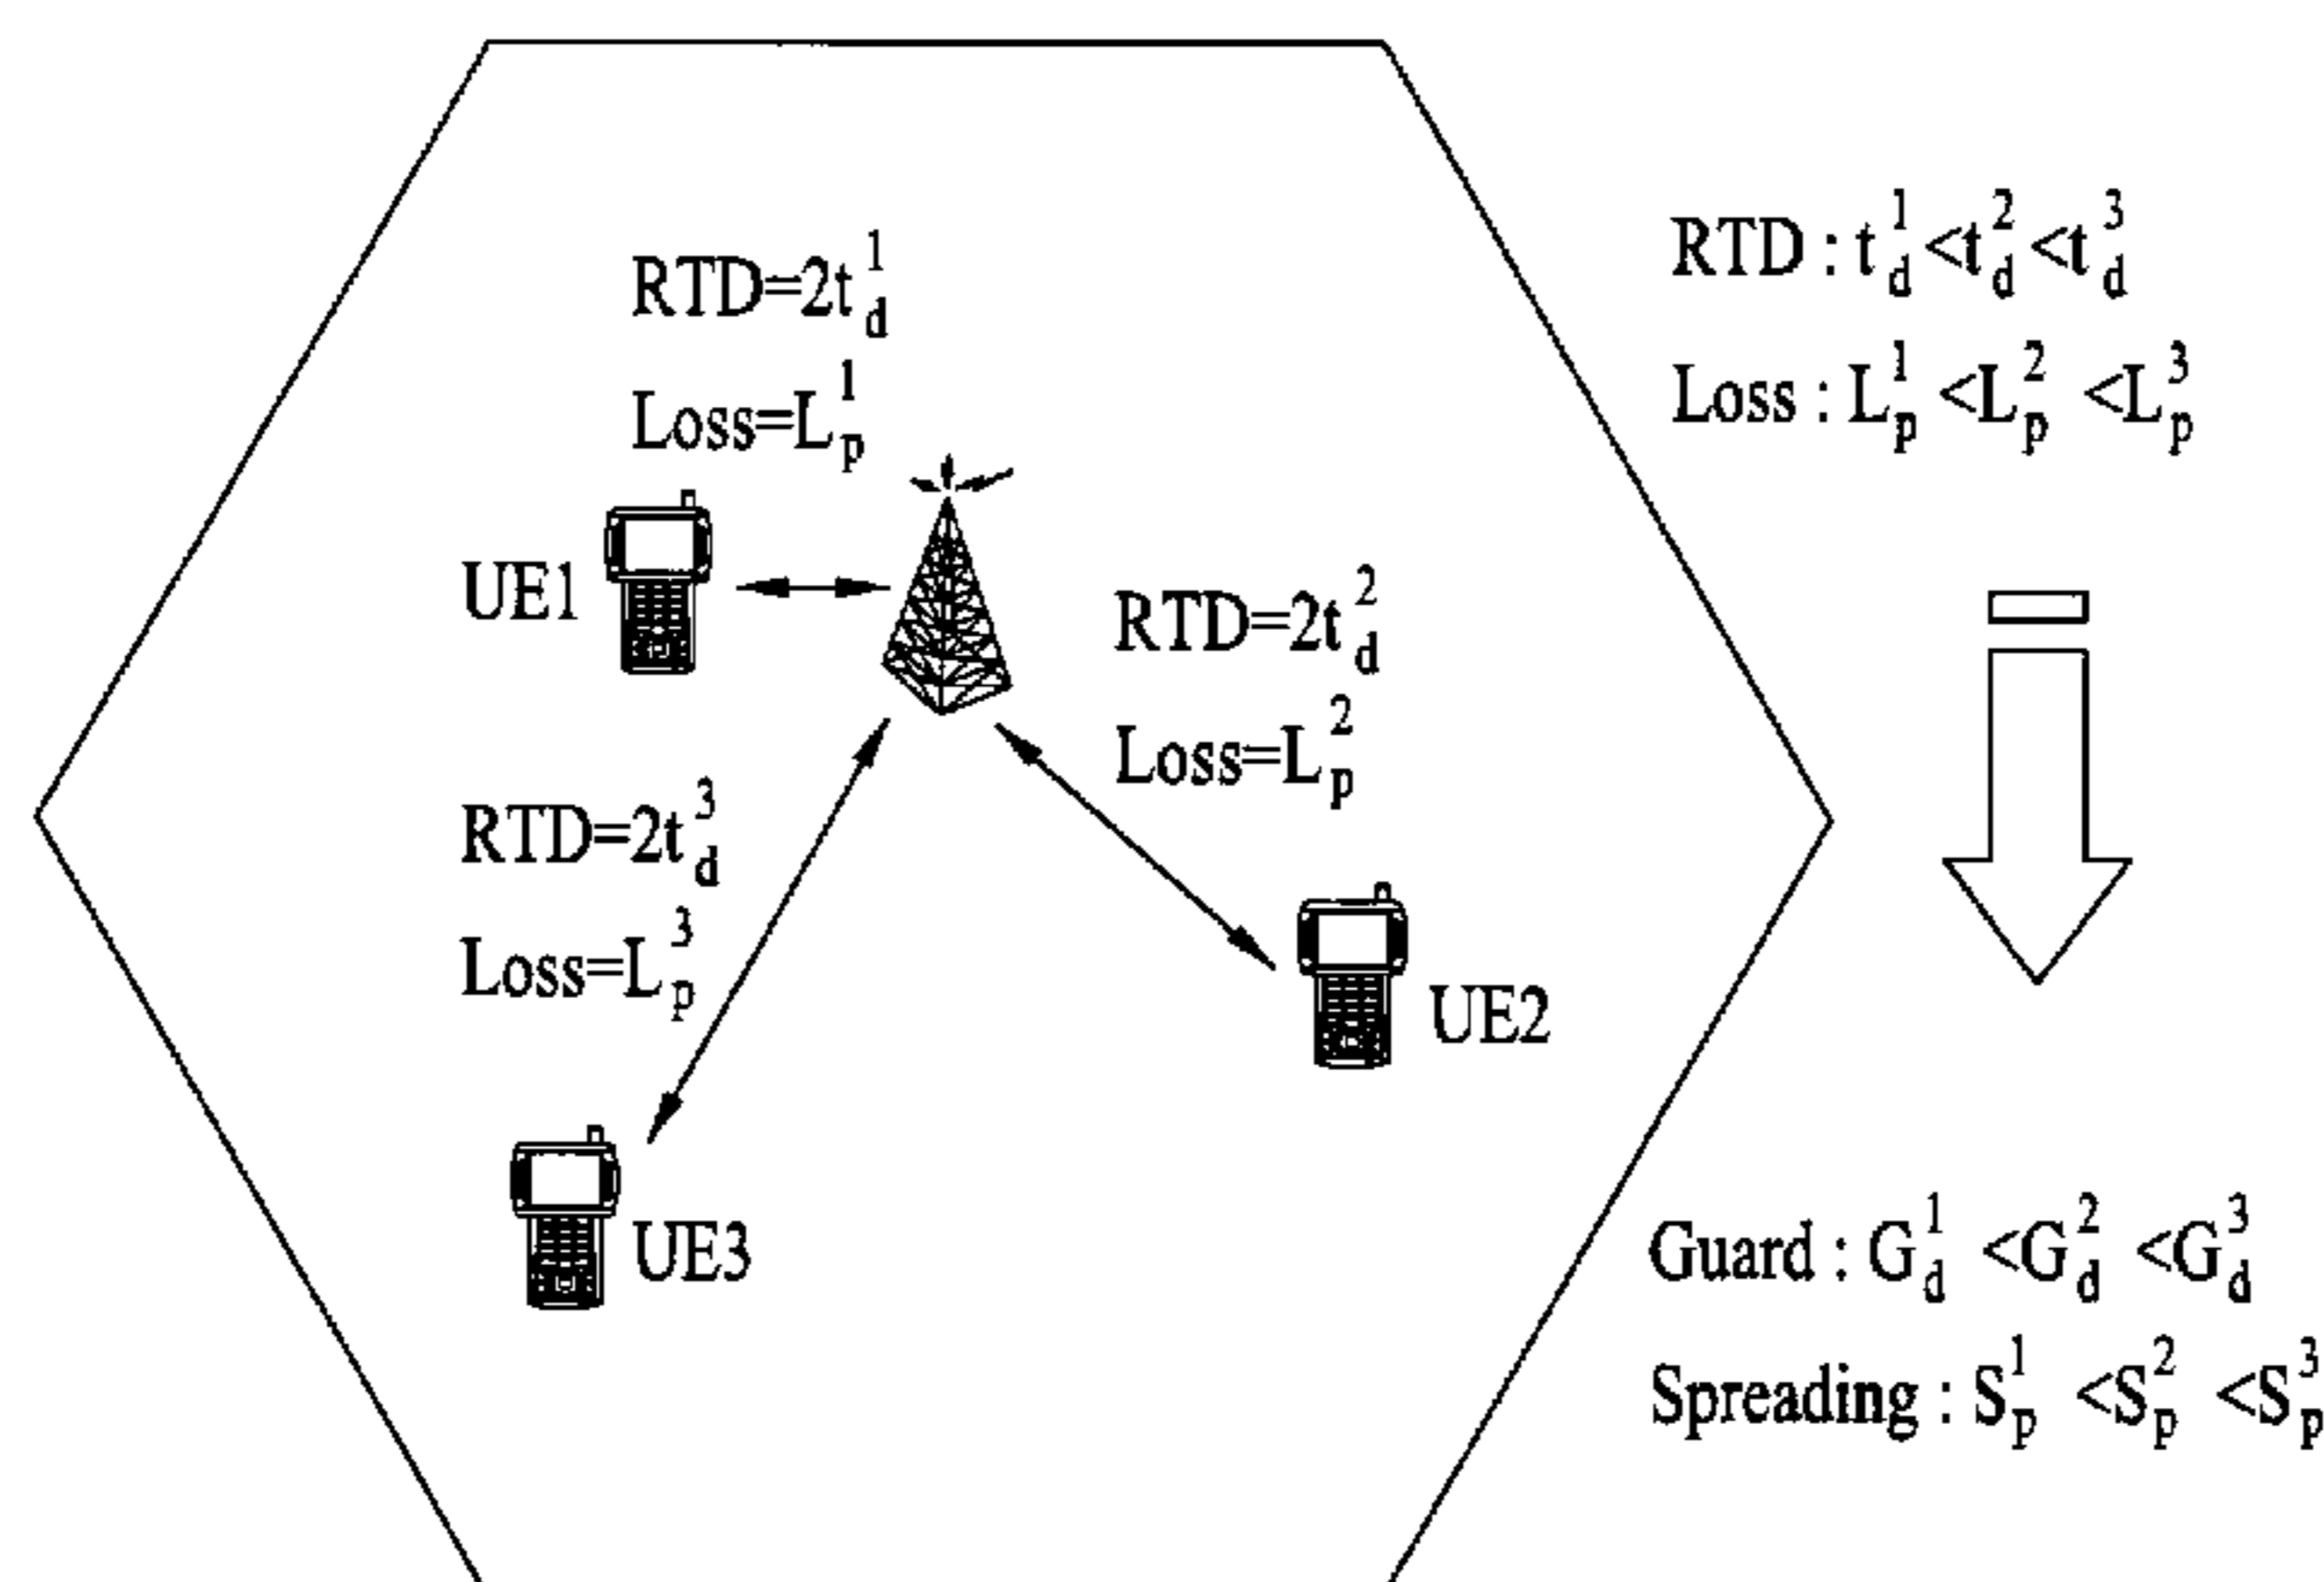 RTD=2t_d^1
Loss=L_p^1
UE1
RTD=2t_d^2
Loss=L_p^2
RTD=2t_d^3
Loss=L_p^3
UE2
UE3
RTD : t_d^1<t_d^2<t_d^3
Loss : L_p^1<L_p^2<L_p^3
Guard : G_d^1<G_d^2<G_d^3
Spreading : S_p^1<S_p^2<S_p^3